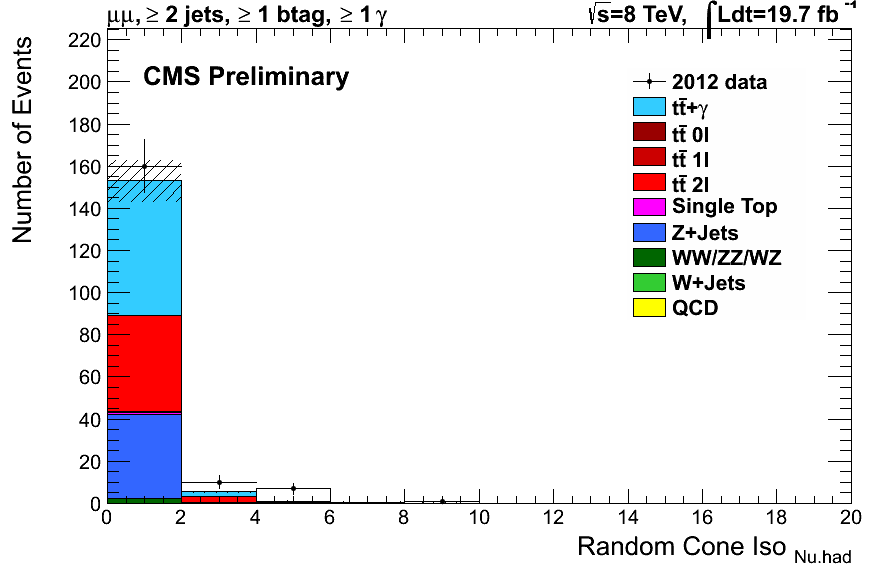 μμ, ≥ 2 jets, ≥ 1 btag, ≥ 1 γ
√s=8 TeV, ∫Ldt=19.7 fb⁻¹
Number of Events
CMS Preliminary
2012 data
tt̄+γ
tt̄ 0l
tt̄ 1l
tt̄ 2l
Single Top
Z+Jets
WW/ZZ/WZ
W+Jets
QCD
220
200
180
160
140
120
100
80
60
40
20
0
0 2 4 6 8 10 12 14 16 18 20
Random Cone Iso Nu.had